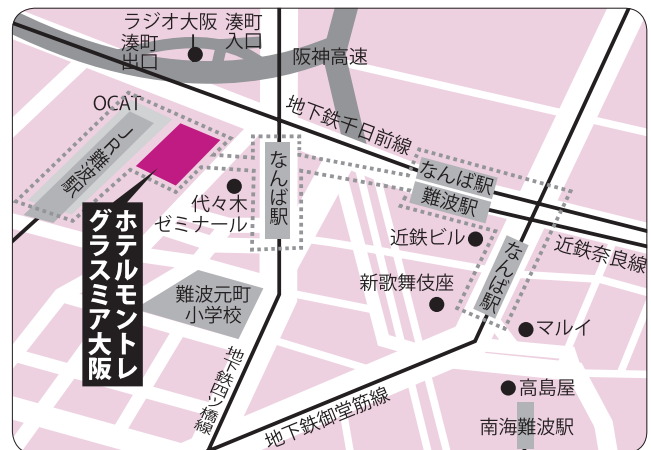 ラジオ大阪
湊町
入口
湊町
出口
阪神高速
OCAT
地下鉄千日前線
JR難波駅
なんば駅
なんば駅
難波駅
代々木
ゼミナール
近鉄ビル
近鉄奈良線
なんば駅
新歌舞伎座
ホテルモントレ
グラスミア大阪
難波元町
小学校
マルイ
地下鉄四ツ橋線
地下鉄御堂筋線
高島屋
南海難波駅